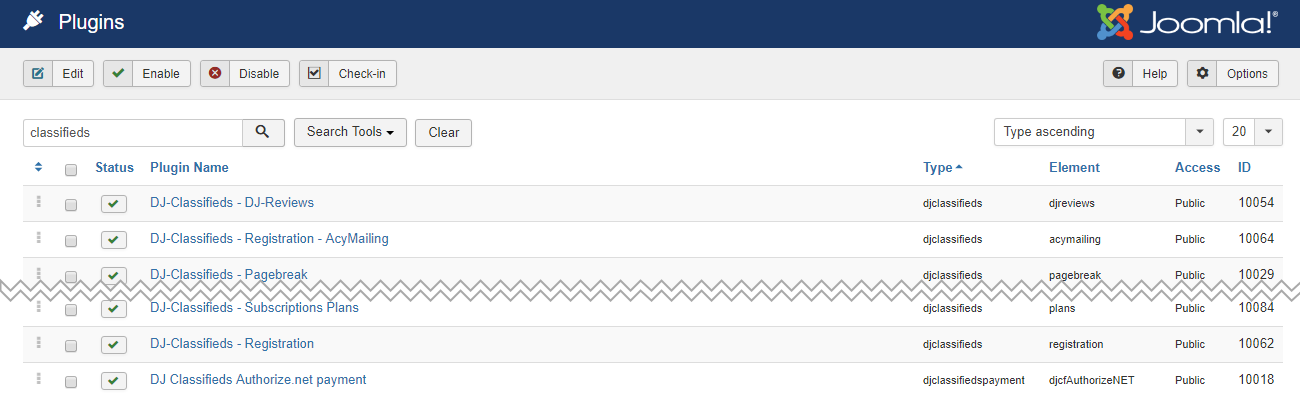 Plugins Joomla!®
Edit Enable Disable Check-in Help Options
classifieds Search Tools Clear Type ascending 20
Status Plugin Name Type Element Access ID
DJ-Classifieds - DJ-Reviews djclassifieds djreviews Public 10054
DJ-Classifieds - Registration - AcyMailing djclassifieds acymailing Public 10064
DJ-Classifieds - Pagebreak djclassifieds pagebreak Public 10029
DJ-Classifieds - Subscriptions Plans djclassifieds plans Public 10084
DJ-Classifieds - Registration djclassifieds registration Public 10062
DJ Classifieds Authorize.net payment djclassifiedspayment djcfAuthorizeNET Public 10018